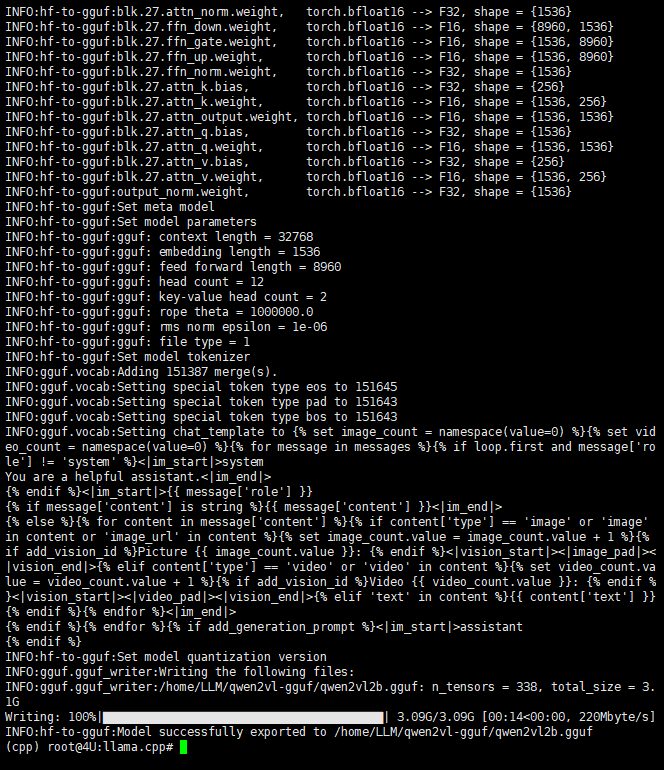 INFO:hf-to-gguf:blk.27.attn_norm.weight,   torch.bfloat16 --> F32, shape = {1536}
INFO:hf-to-gguf:blk.27.ffn_down.weight,    torch.bfloat16 --> F16, shape = {8960, 1536}
INFO:hf-to-gguf:blk.27.ffn_gate.weight,    torch.bfloat16 --> F16, shape = {1536, 8960}
INFO:hf-to-gguf:blk.27.ffn_up.weight,      torch.bfloat16 --> F16, shape = {1536, 8960}
INFO:hf-to-gguf:blk.27.ffn_norm.weight,    torch.bfloat16 --> F32, shape = {1536}
INFO:hf-to-gguf:blk.27.attn_k.bias,        torch.bfloat16 --> F32, shape = {256}
INFO:hf-to-gguf:blk.27.attn_k.weight,      torch.bfloat16 --> F16, shape = {1536, 256}
INFO:hf-to-gguf:blk.27.attn_output.weight, torch.bfloat16 --> F16, shape = {1536, 1536}
INFO:hf-to-gguf:blk.27.attn_q.bias,        torch.bfloat16 --> F32, shape = {1536}
INFO:hf-to-gguf:blk.27.attn_q.weight,      torch.bfloat16 --> F16, shape = {1536, 1536}
INFO:hf-to-gguf:blk.27.attn_v.bias,        torch.bfloat16 --> F32, shape = {256}
INFO:hf-to-gguf:blk.27.attn_v.weight,      torch.bfloat16 --> F16, shape = {1536, 256}
INFO:hf-to-gguf:output_norm.weight,        torch.bfloat16 --> F32, shape = {1536}
INFO:hf-to-gguf:Set meta model
INFO:hf-to-gguf:Set model parameters
INFO:hf-to-gguf:gguf: context length = 32768
INFO:hf-to-gguf:gguf: embedding length = 1536
INFO:hf-to-gguf:gguf: feed forward length = 8960
INFO:hf-to-gguf:gguf: head count = 12
INFO:hf-to-gguf:gguf: key-value head count = 2
INFO:hf-to-gguf:gguf: rope theta = 1000000.0
INFO:hf-to-gguf:gguf: rms norm epsilon = 1e-06
INFO:hf-to-gguf:gguf: file type = 1
INFO:hf-to-gguf:Set model tokenizer
INFO:gguf.vocab:Adding 151387 merge(s).
INFO:gguf.vocab:Setting special token type eos to 151645
INFO:gguf.vocab:Setting special token type pad to 151643
INFO:gguf.vocab:Setting special token type bos to 151643
INFO:gguf.vocab:Setting chat_template to {% set image_count = namespace(value=0) %}{% set vid
eo_count = namespace(value=0) %}{% for message in messages %}{% if loop.first and message['ro
le'] != 'system' %}<|im_start|>system
You are a helpful assistant.<|im_end|>
{% endif %}<|im_start|>{{ message['role'] }}
{% if message['content'] is string %}{{ message['content'] }}<|im_end|>
{% else %}{% for content in message['content'] %}{% if content['type'] == 'image' or 'image'
in content or 'image_url' in content %}{% set image_count.value = image_count.value + 1 %}{%
if add_vision_id %}Picture {{ image_count.value }}: {% endif %}<|vision_start|><|image_pad|><
|vision_end|>{% elif content['type'] == 'video' or 'video' in content %}{% set video_count.va
lue = video_count.value + 1 %}{% if add_vision_id %}Video {{ video_count.value }}: {% endif %
}<|vision_start|><|video_pad|><|vision_end|>{% elif 'text' in content %}{{ content['text'] }}
{% endif %}{% endfor %}<|im_end|>
{% endif %}{% endfor %}{% if add_generation_prompt %}<|im_start|>assistant
{% endif %}
INFO:hf-to-gguf:Set model quantization version
INFO:gguf.gguf_writer:Writing the following files:
INFO:gguf.gguf_writer:/home/LLM/qwen2vl-gguf/qwen2vl2b.gguf: n_tensors = 338, total_size = 3.
1G
Writing: 100%|██████████| 3.09G/3.09G [00:14<00:00, 220Mbyte/s]
INFO:hf-to-gguf:Model successfully exported to /home/LLM/qwen2vl-gguf/qwen2vl2b.gguf
(cpp) root@4U:llama.cpp#